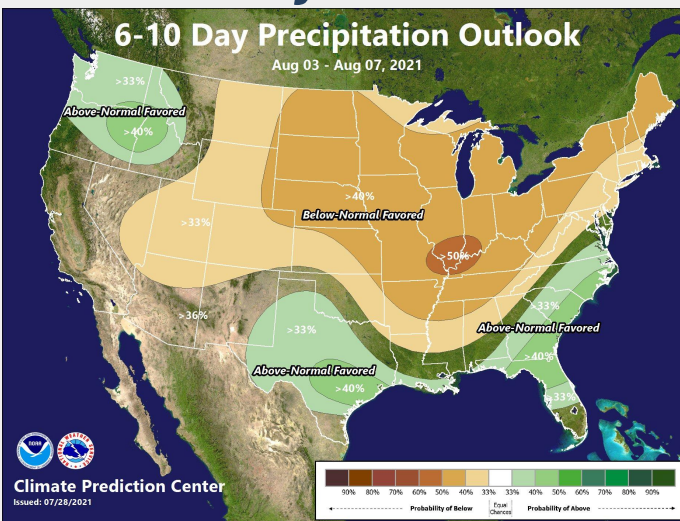 6-10 Day Precipitation Outlook
Aug 03 - Aug 07, 2021
>33%
Above-Normal Favored
>40%
>40%
Below-Normal Favored
>33%
>50%
>36%
>33%
>33%
Above-Normal Favored
>40%
Above-Normal Favored
>40%
>33%
NOAA
Climate Prediction Center
Issued: 07/28/2021
90% 80% 70% 60% 50% 40% 33% 33% 40% 50% 60% 70% 80% 90%
Probability of Below
Equal
Chances
Probability of Above